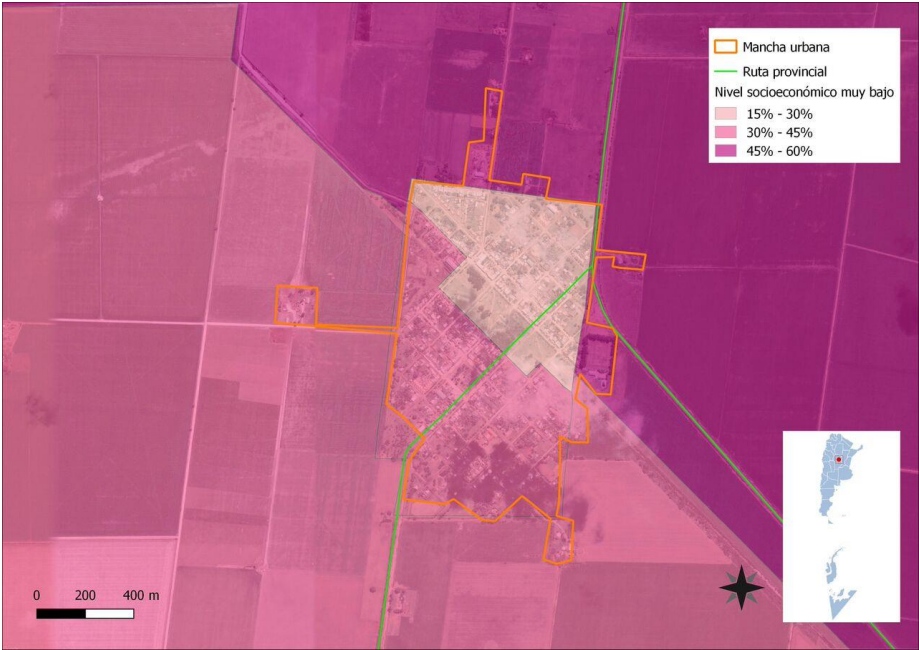 Mancha urbana
Ruta provincial
Nivel socioeconómico muy bajo
15% - 30%
30% - 45%
45% - 60%
0 200 400 m